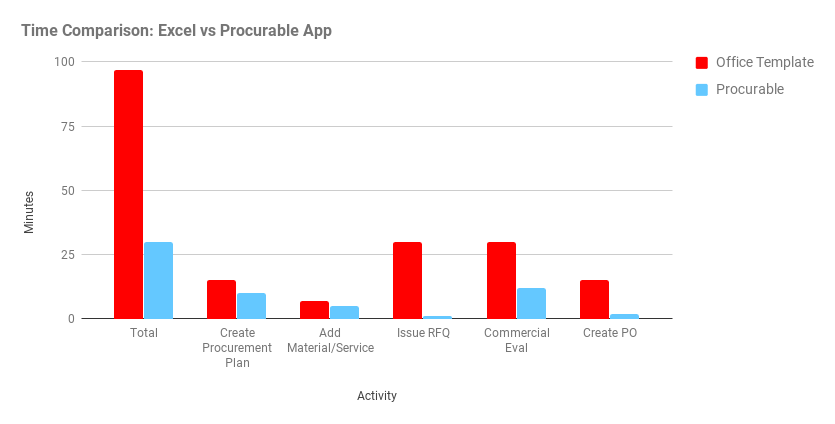 Time Comparison: Excel vs Procurable App
Office Template
Procurable
100
75
50
25
0
Minutes
Total
Create
Procurement
Plan
Add
Material/Service
Issue RFQ
Commercial
Eval
Create PO
Activity